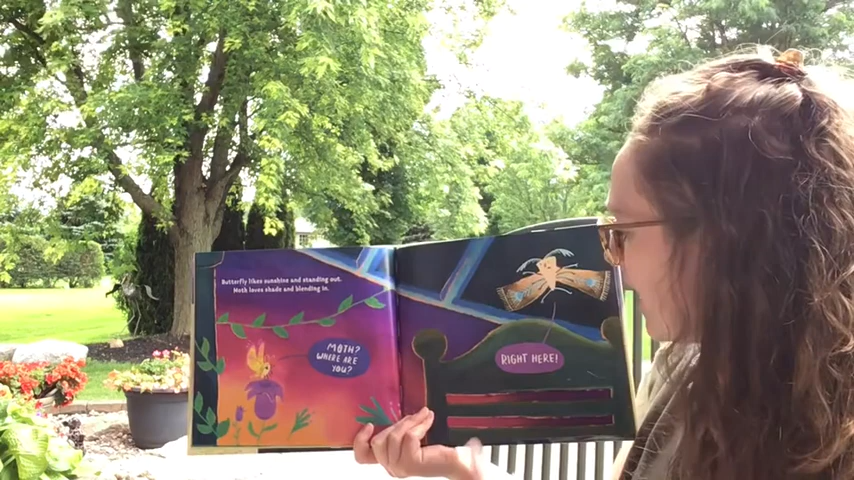 Butterfly likes sunshine and standing out.
Moth loves shade and blending in.
MOTH?
WHERE ARE
YOU?
RIGHT HERE!